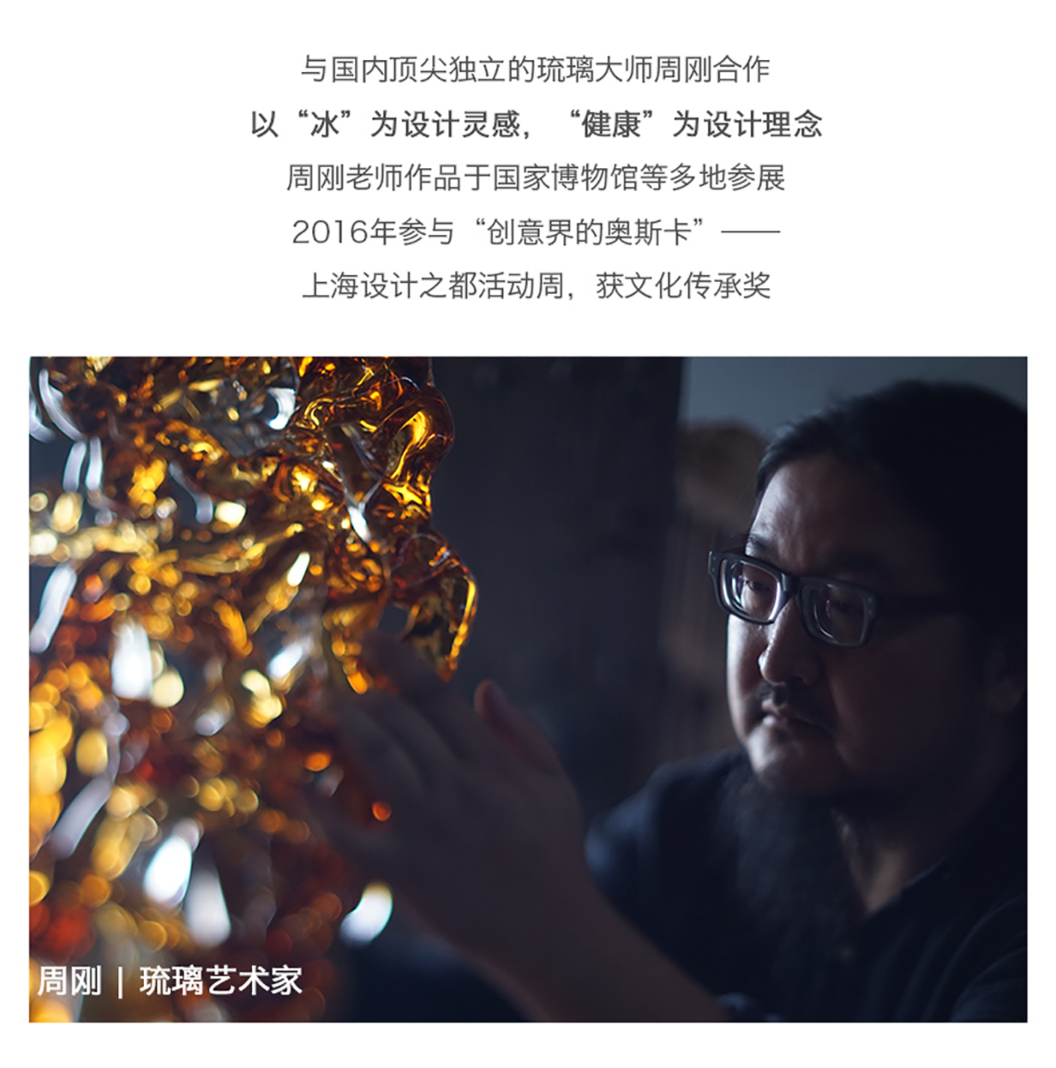 与国内顶尖独立的琉璃大师周刚合作
以“冰”为设计灵感，“健康”为设计理念
周刚老师作品于国家博物馆等多地参展
2016年参与“创意界的奥斯卡”——
上海设计之都活动周，获文化传承奖
周刚 | 琉璃艺术家